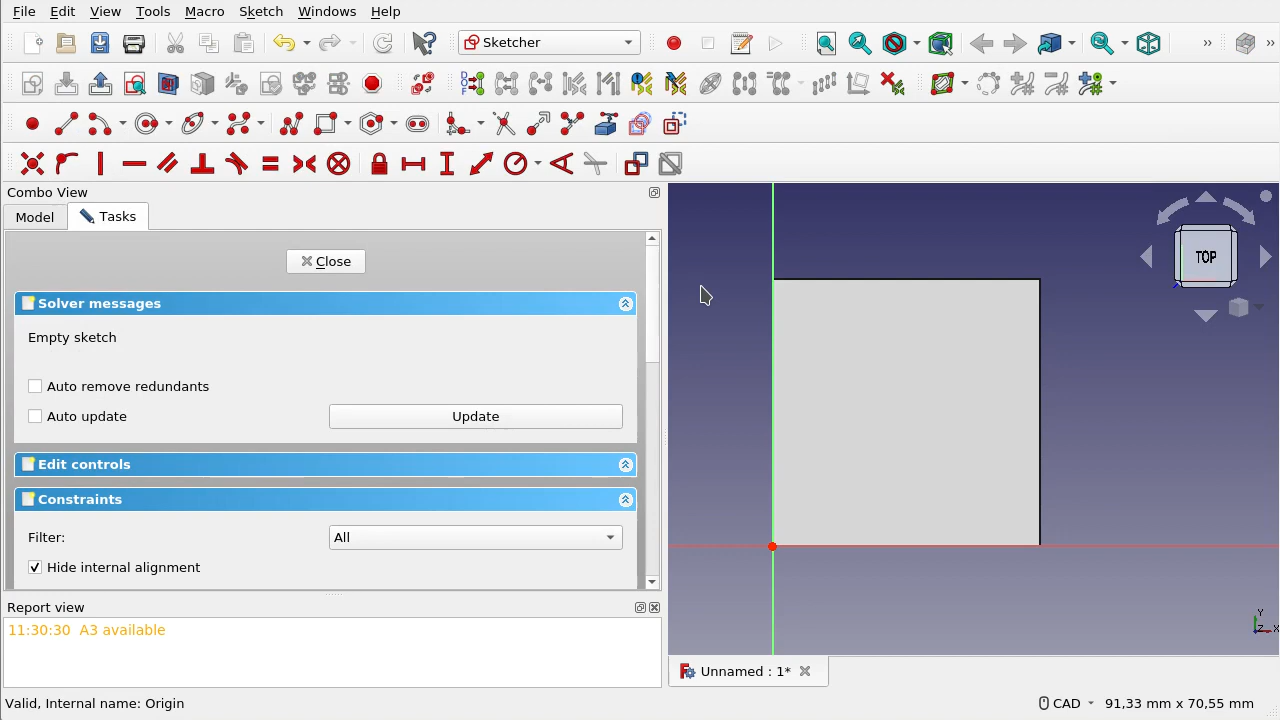 File Edit View Tools Macro Sketch Windows Help
Sketcher
Combo View
Model Tasks
Close
Solver messages
Empty sketch
Auto remove redundants
Auto update Update
Edit controls
Constraints
Filter: All
Hide internal alignment
Report view
11:30:30 A3 available
TOP
Y
Z X
Unnamed : 1*
Valid, Internal name: Origin CAD 91,33 mm x 70,55 mm